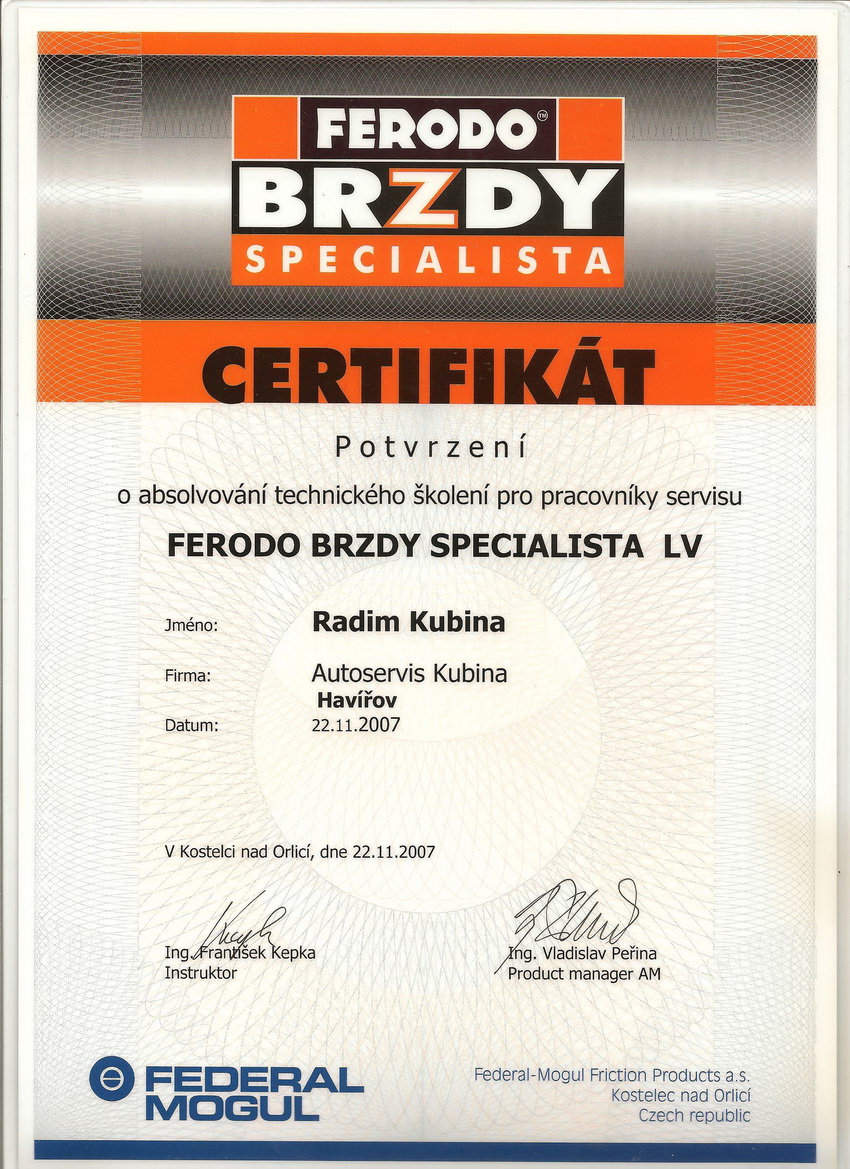 FERODO™
BRZDY
SPECIALISTA
CERTIFIKÁT
Potvrzení
o absolvování technického školení pro pracovníky servisu
FERODO BRZDY SPECIALISTA LV
Jméno: Radim Kubina
Firma: Autoservis Kubina
Havířov
Datum: 22.11.2007
V Kostelci nad Orlicí, dne 22.11.2007
Ing. František Kepka
Instruktor
Ing. Vladislav Peřina
Product manager AM
FEDERAL
MOGUL
Federal-Mogul Friction Products a.s.
Kostelec nad Orlicí
Czech republic